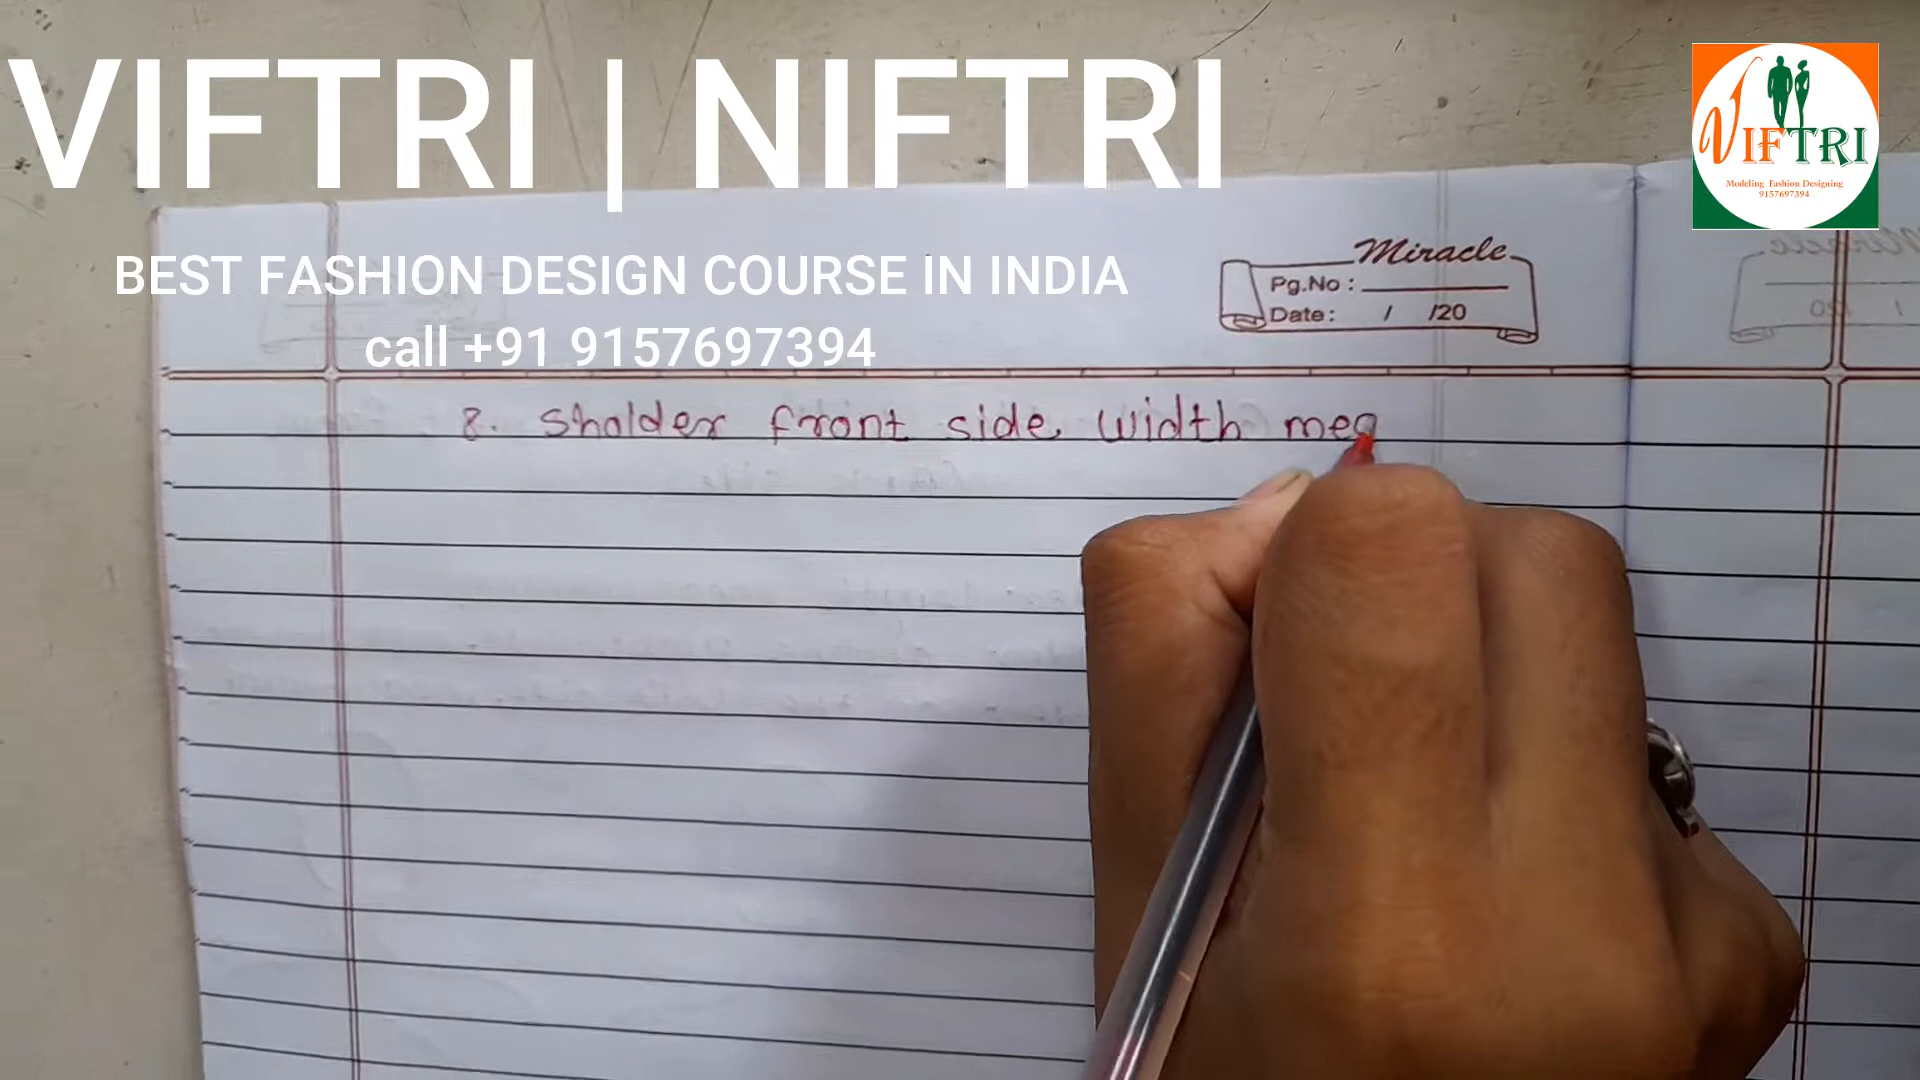 VIFTRI | NIFTRI
VIFTRI
Modeling Fashion Designing
9157697394
BEST FASHION DESIGN COURSE IN INDIA
call +91 9157697394
Miracle
Pg.No :
Date: / /20
8. Sholder front side width mea